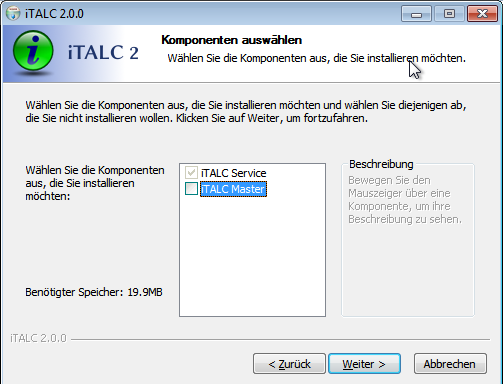 iTALC 2.0.0
iTALC 2
Komponenten auswählen
Wählen Sie die Komponenten aus, die Sie installieren möchten.
Wählen Sie die Komponenten aus, die Sie installieren möchten und wählen Sie diejenigen ab,
die Sie nicht installieren wollen. Klicken Sie auf Weiter, um fortzufahren.
Wählen Sie die Komponenten
aus, die Sie installieren
möchten:
iTALC Service
iTALC Master
Beschreibung
Bewegen Sie den
Mauszeiger über eine
Komponente, um ihre
Beschreibung zu sehen.
Benötigter Speicher: 19.9MB
iTALC 2.0.0
< Zurück
Weiter >
Abbrechen